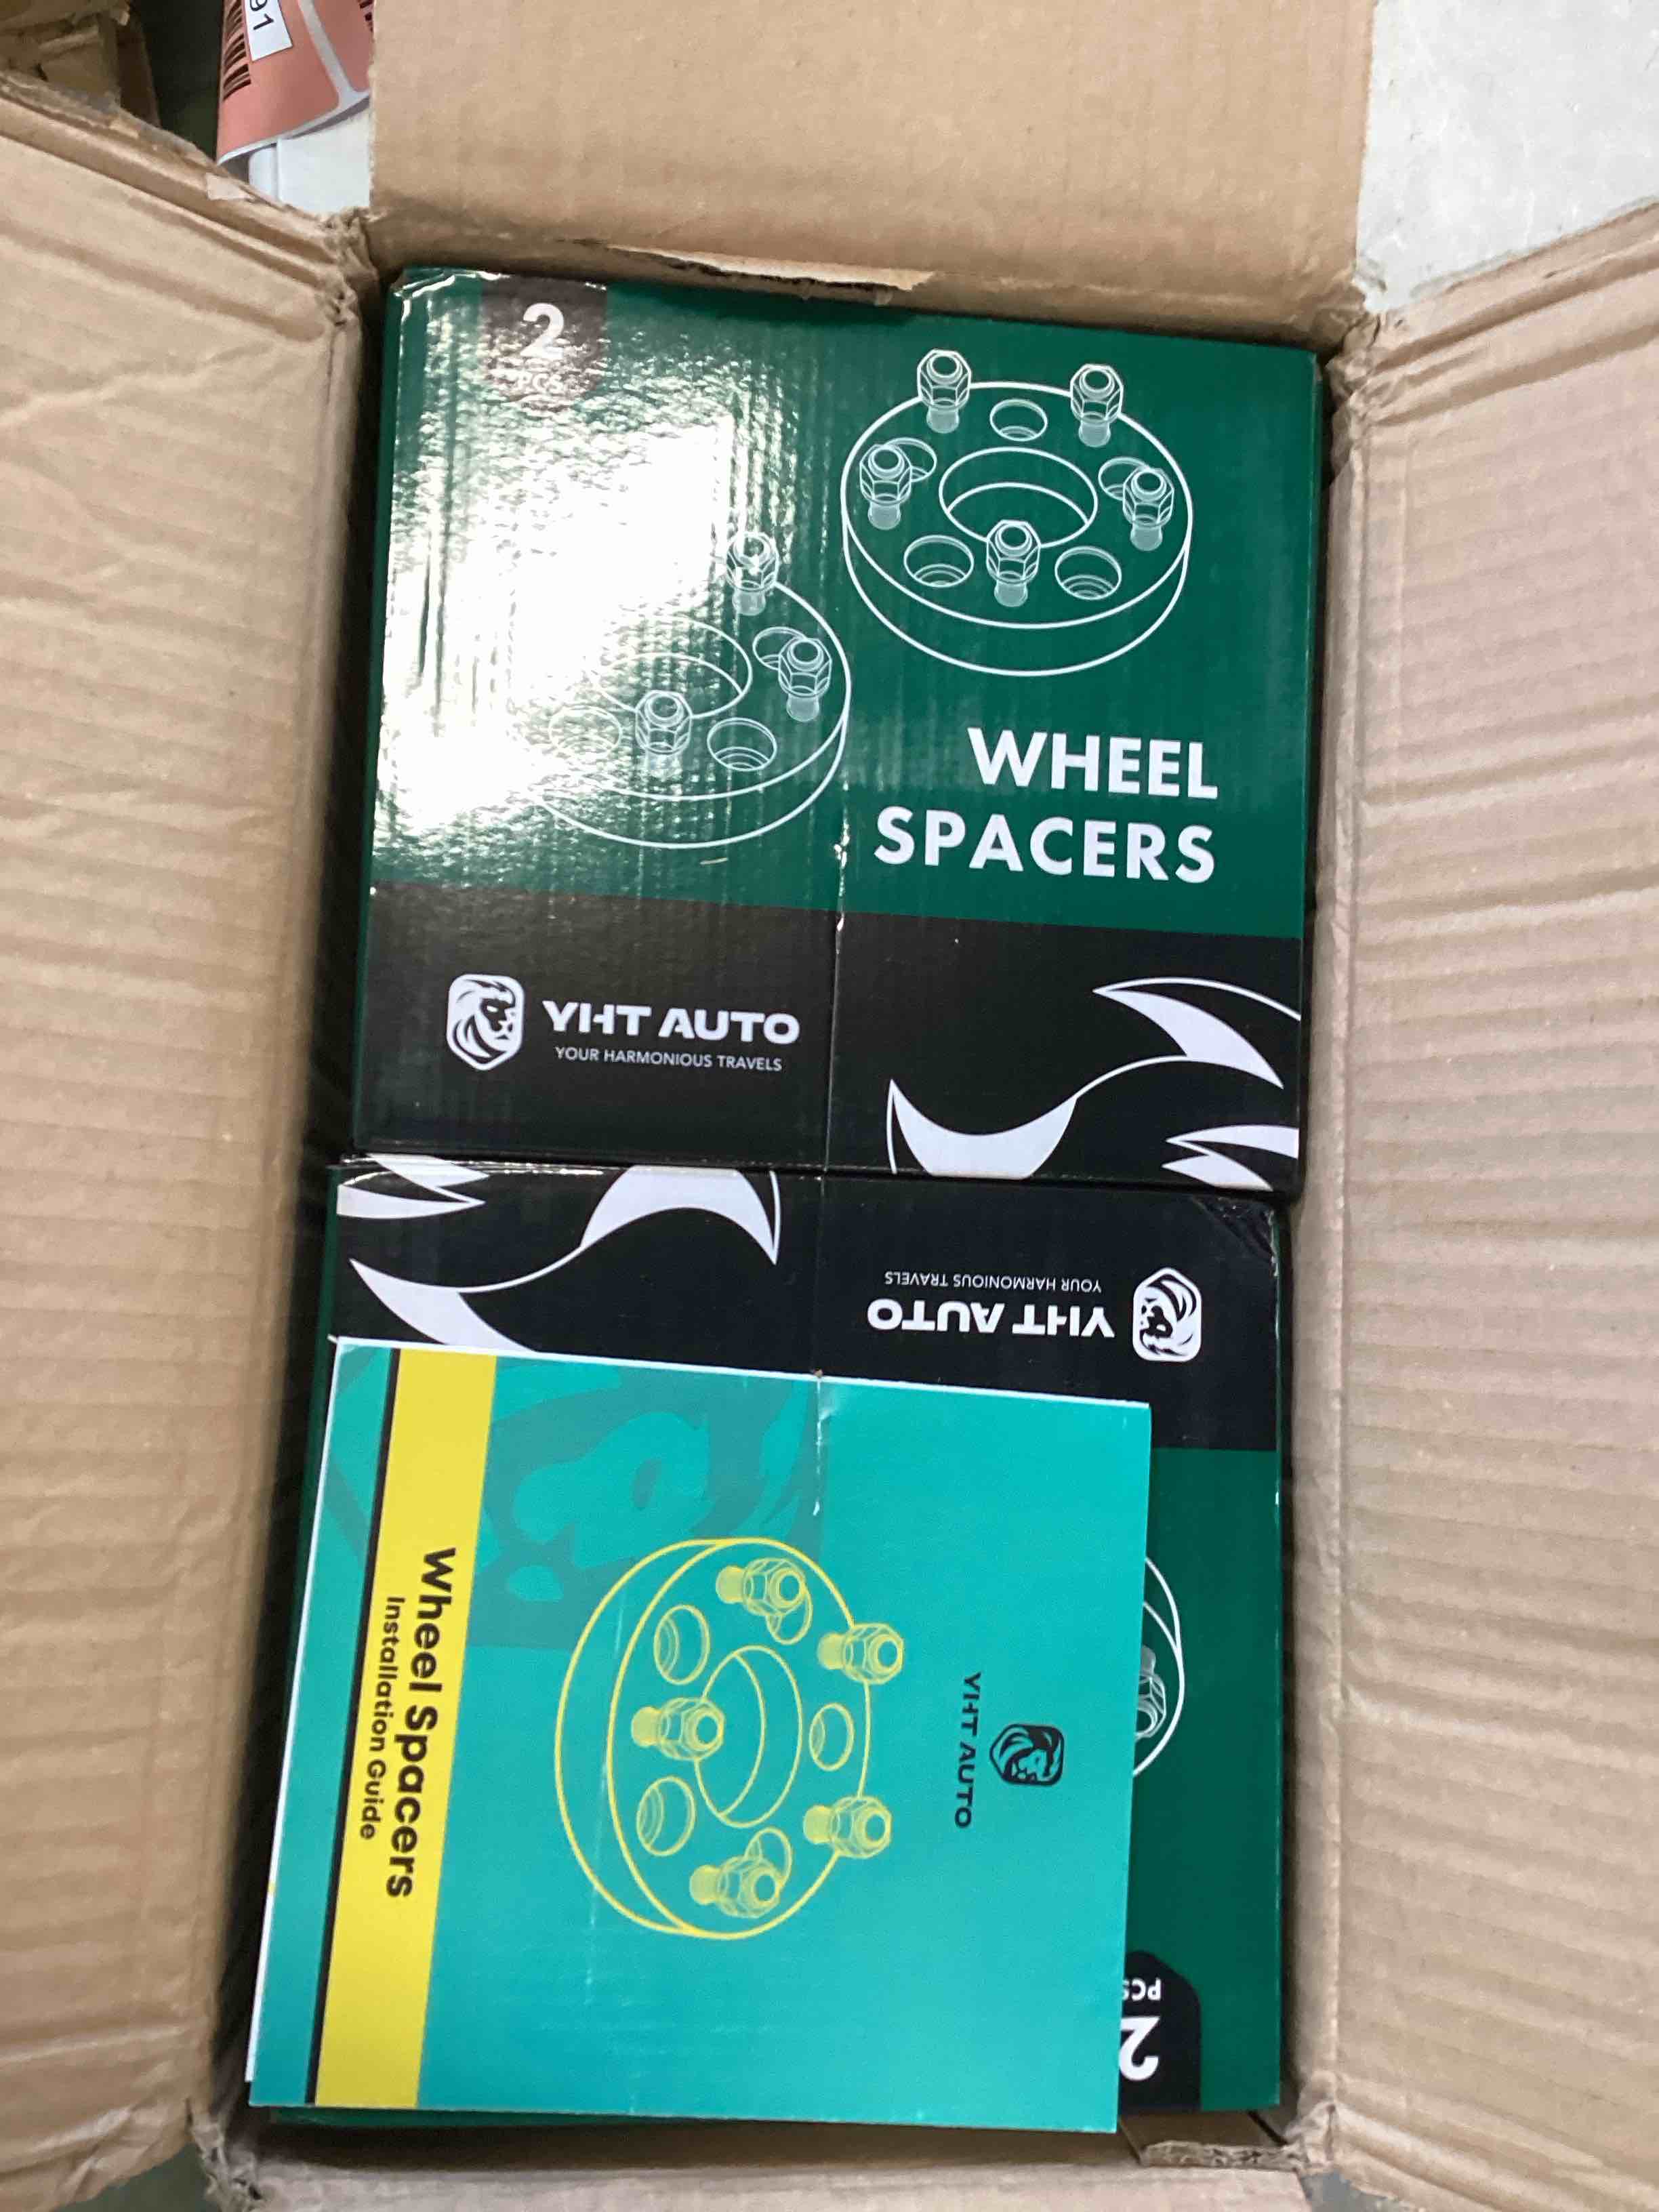 91
2
PCS
WHEEL
SPACERS
YHT AUTO
YOUR HARMONIOUS TRAVELS
YHT AUTO
YOUR HARMONIOUS TRAVELS
Wheel Spacers
Installation Guide
YHT AUTO
2
PCS